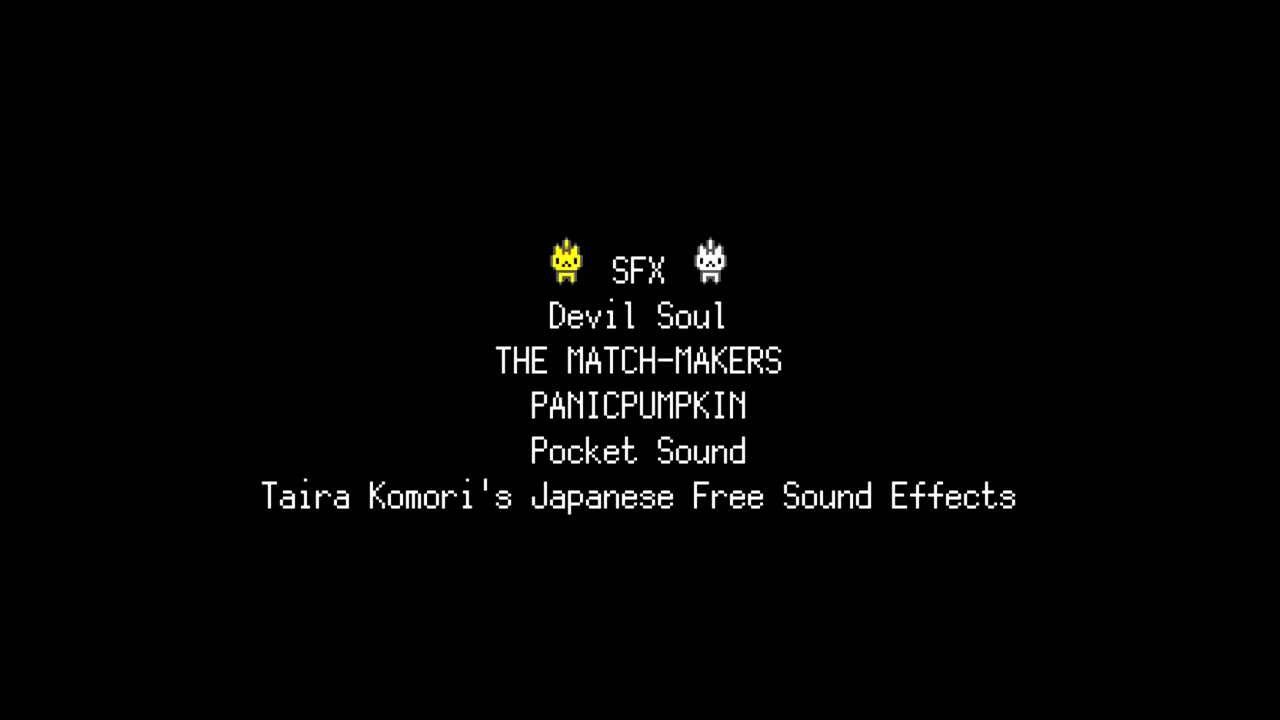 SFX
Devil Soul
THE MATCH-MAKERS
PANICPUMPKIN
Pocket Sound
Taira Komori's Japanese Free Sound Effects